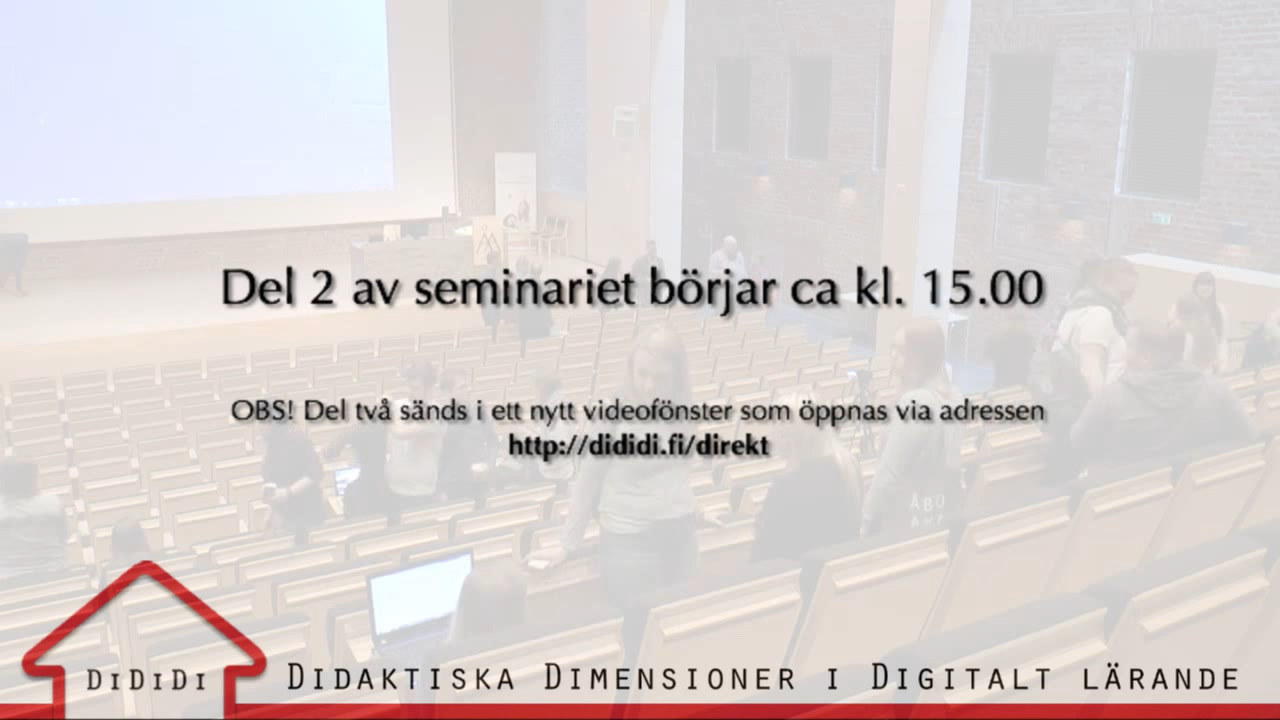 Del 2 av seminariet börjar ca kl. 15.00
OBS! Del två sänds i ett nytt videofönster som öppnas via adressen
http://dididi.fi/direkt
ÅBO
DiDiDi
Didaktiska Dimensioner i Digitalt lärande